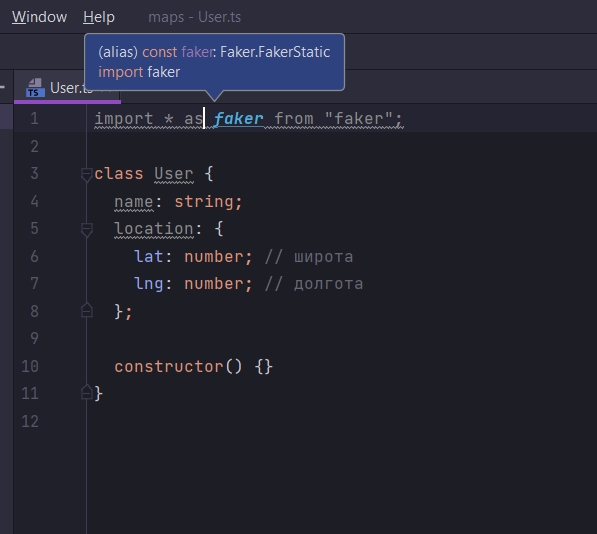 Window Help maps - User.ts
(alias) const faker: Faker.FakerStatic
import faker
TS User.ts
1 import * as faker from "faker";
2
3 class User {
4 name: string;
5 location: {
6 lat: number; // широта
7 lng: number; // долгота
8 };
9
10 constructor() {}
11 }
12